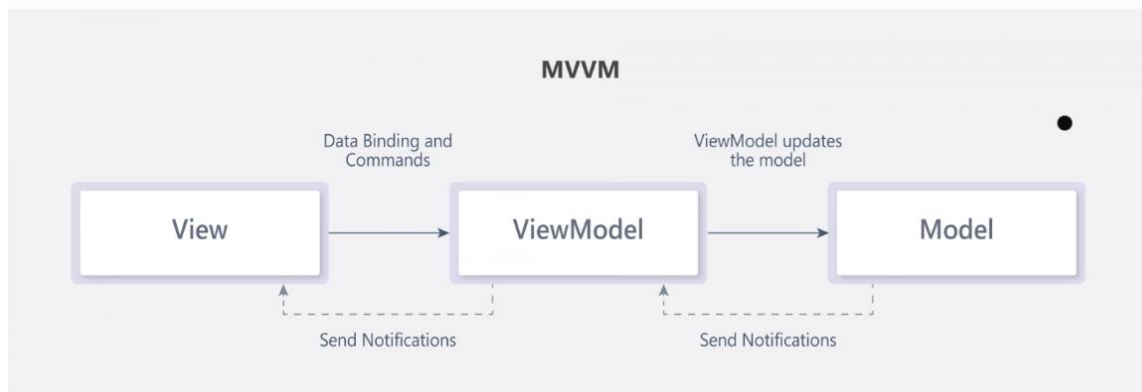 MVVM
Data Binding and
Commands
ViewModel updates
the model
View
ViewModel
Model
Send Notifications
Send Notifications